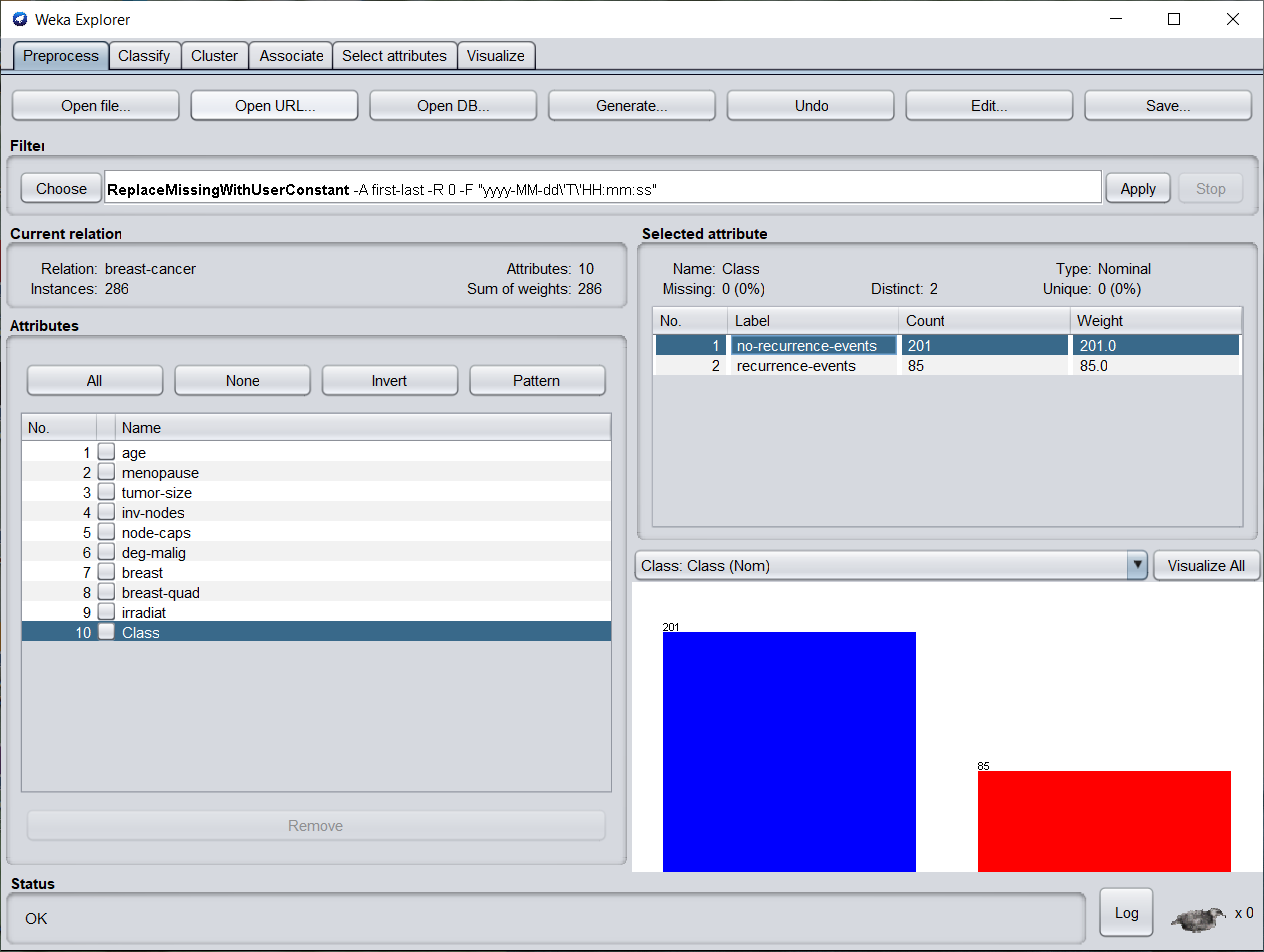 Weka Explorer
Preprocess Classify Cluster Associate Select attributes Visualize
Open file... Open URL... Open DB... Generate... Undo Edit... Save...
Filter
Choose ReplaceMissingWithUserConstant -A first-last -R 0 -F "yyyy-MM-dd\'T\'HH:mm:ss" Apply Stop
Current relation
Relation: breast-cancer Attributes: 10
Instances: 286 Sum of weights: 286
Attributes
All None Invert Pattern
No. Name
1 age
2 menopause
3 tumor-size
4 inv-nodes
5 node-caps
6 deg-malig
7 breast
8 breast-quad
9 irradiat
10 Class
Remove
Selected attribute
Name: Class Type: Nominal
Missing: 0 (0%) Distinct: 2 Unique: 0 (0%)
No. Label Count Weight
1 no-recurrence-events 201 201.0
2 recurrence-events 85 85.0
Class: Class (Nom) Visualize All
201
85
Status
OK Log x 0